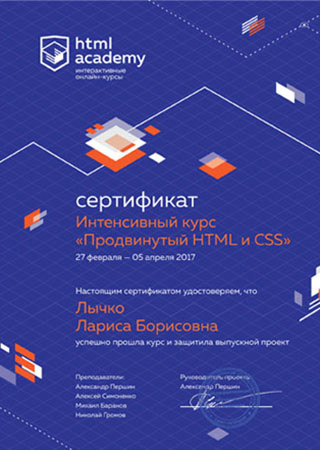 html
academy
интерактивные
онлайн-курсы
сертификат
Интенсивный курс
«Продвинутый HTML и CSS»
27 февраля — 05 апреля 2017
Настоящим сертификатом удостоверяем, что
Лычко
Лариса Борисовна
успешно прошла курс и защитила выпускной проект
Преподаватели:
Александр Першин
Алексей Симоненко
Михаил Баранов
Николай Громов
Руководитель проекта
Александр Першин